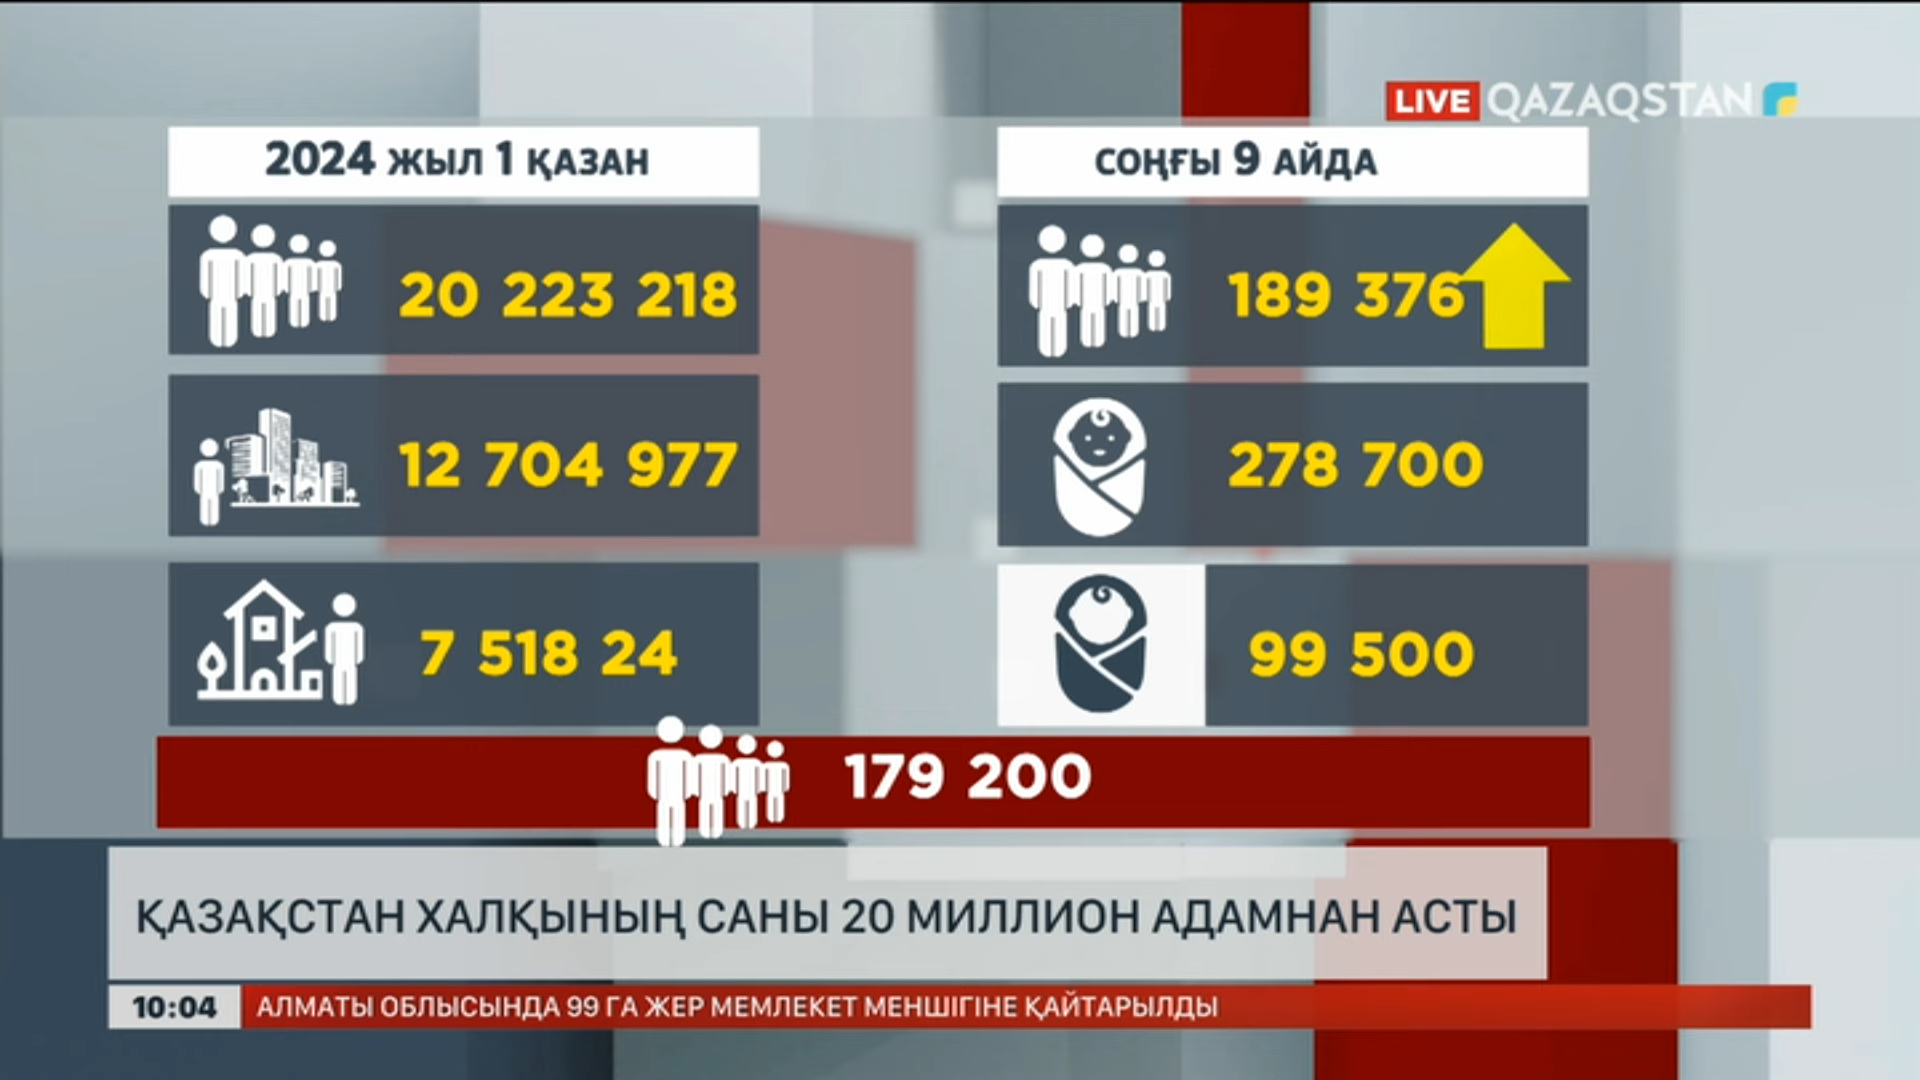 LIVE QAZAQSTAN
2024 ЖЫЛ 1 ҚАЗАН
20 223 218
12 704 977
7 518 24
СОҢҒЫ 9 АЙДА
189 376
278 700
99 500
179 200
ҚАЗАҚСТАН ХАЛҚЫНЫҢ САНЫ 20 МИЛЛИОН АДАМНАН АСТЫ
10:04 АЛМАТЫ ОБЛЫСЫНДА 99 ГА ЖЕР МЕМЛЕКЕТ МЕНШІГІНЕ ҚАЙТАРЫЛДЫ